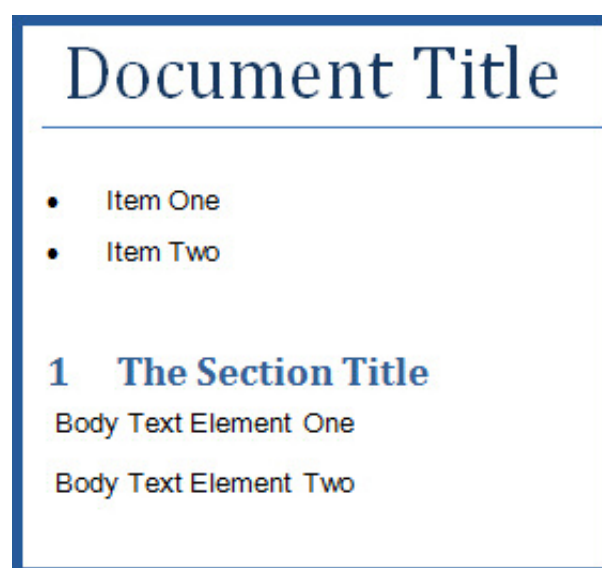 Document Title
• Item One
• Item Two
1 The Section Title
Body Text Element One
Body Text Element Two